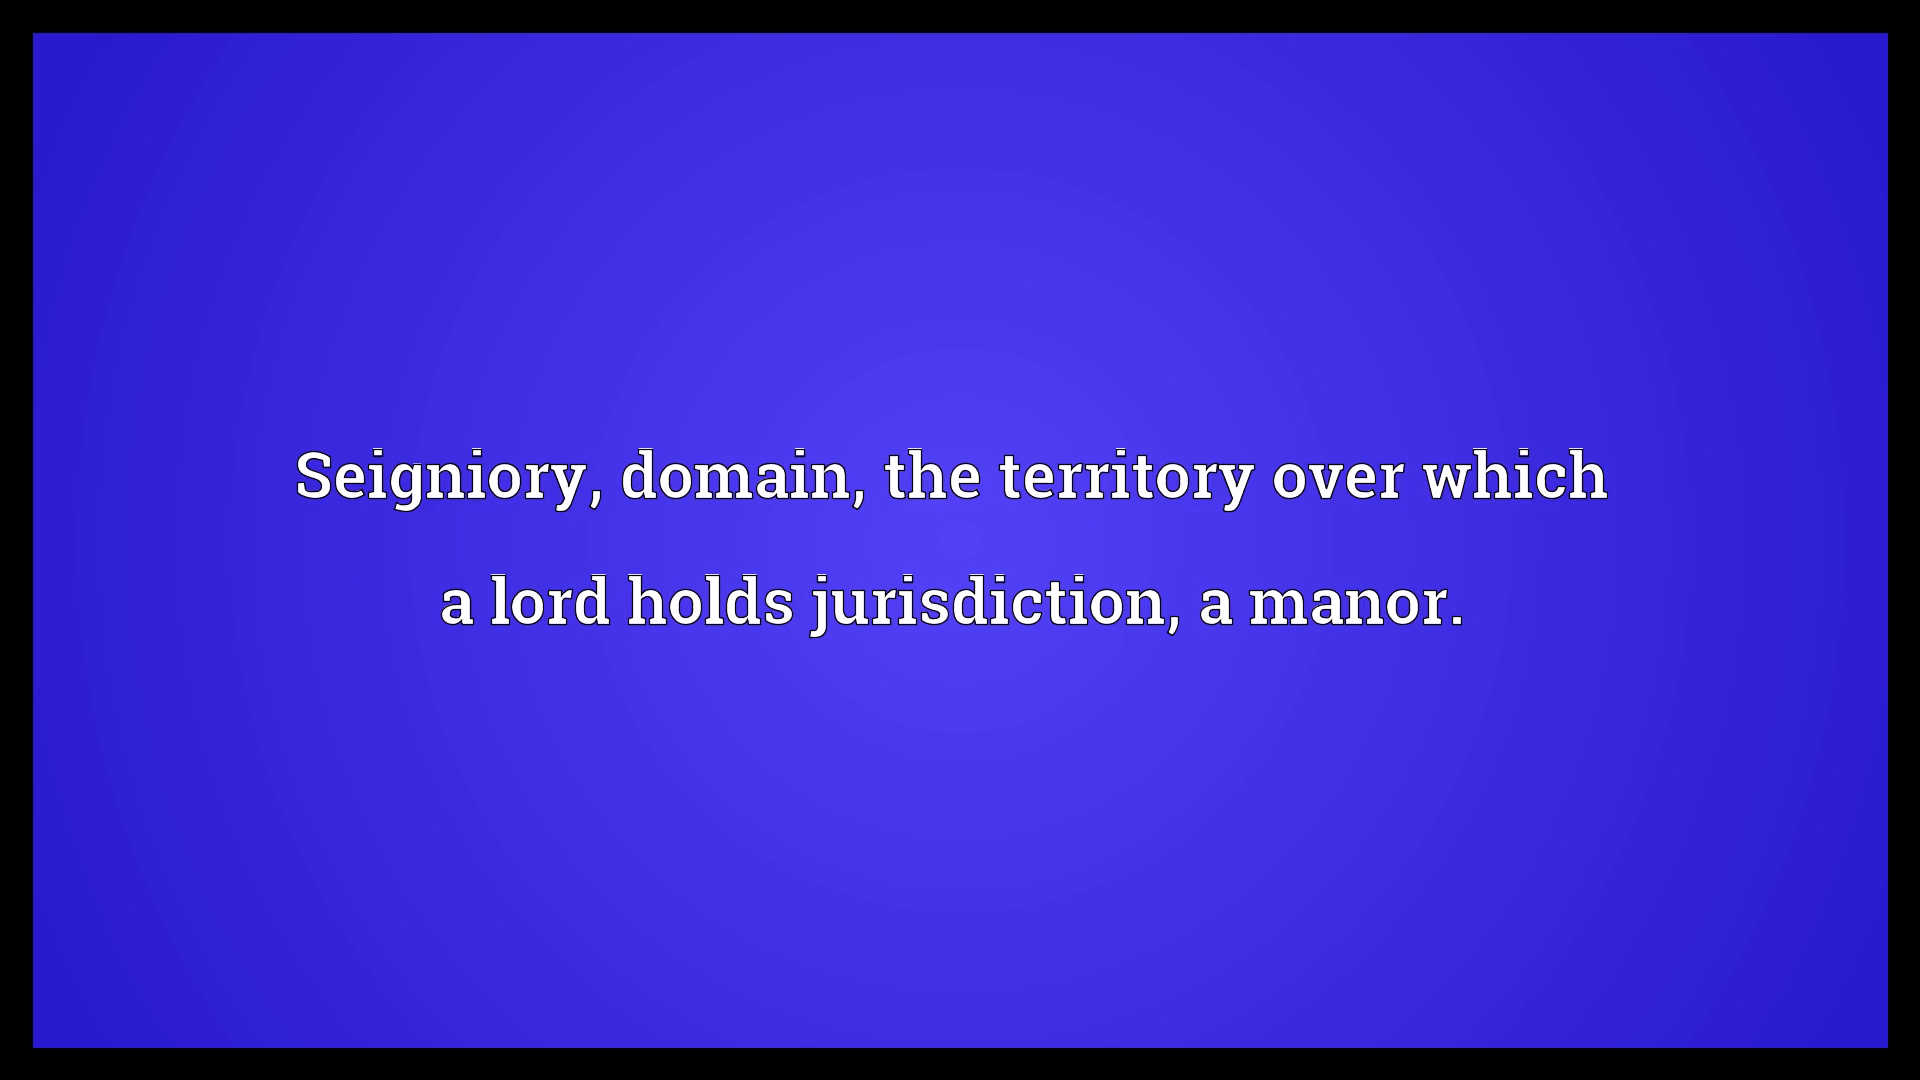 Seigniory, domain, the territory over which
a lord holds jurisdiction, a manor.